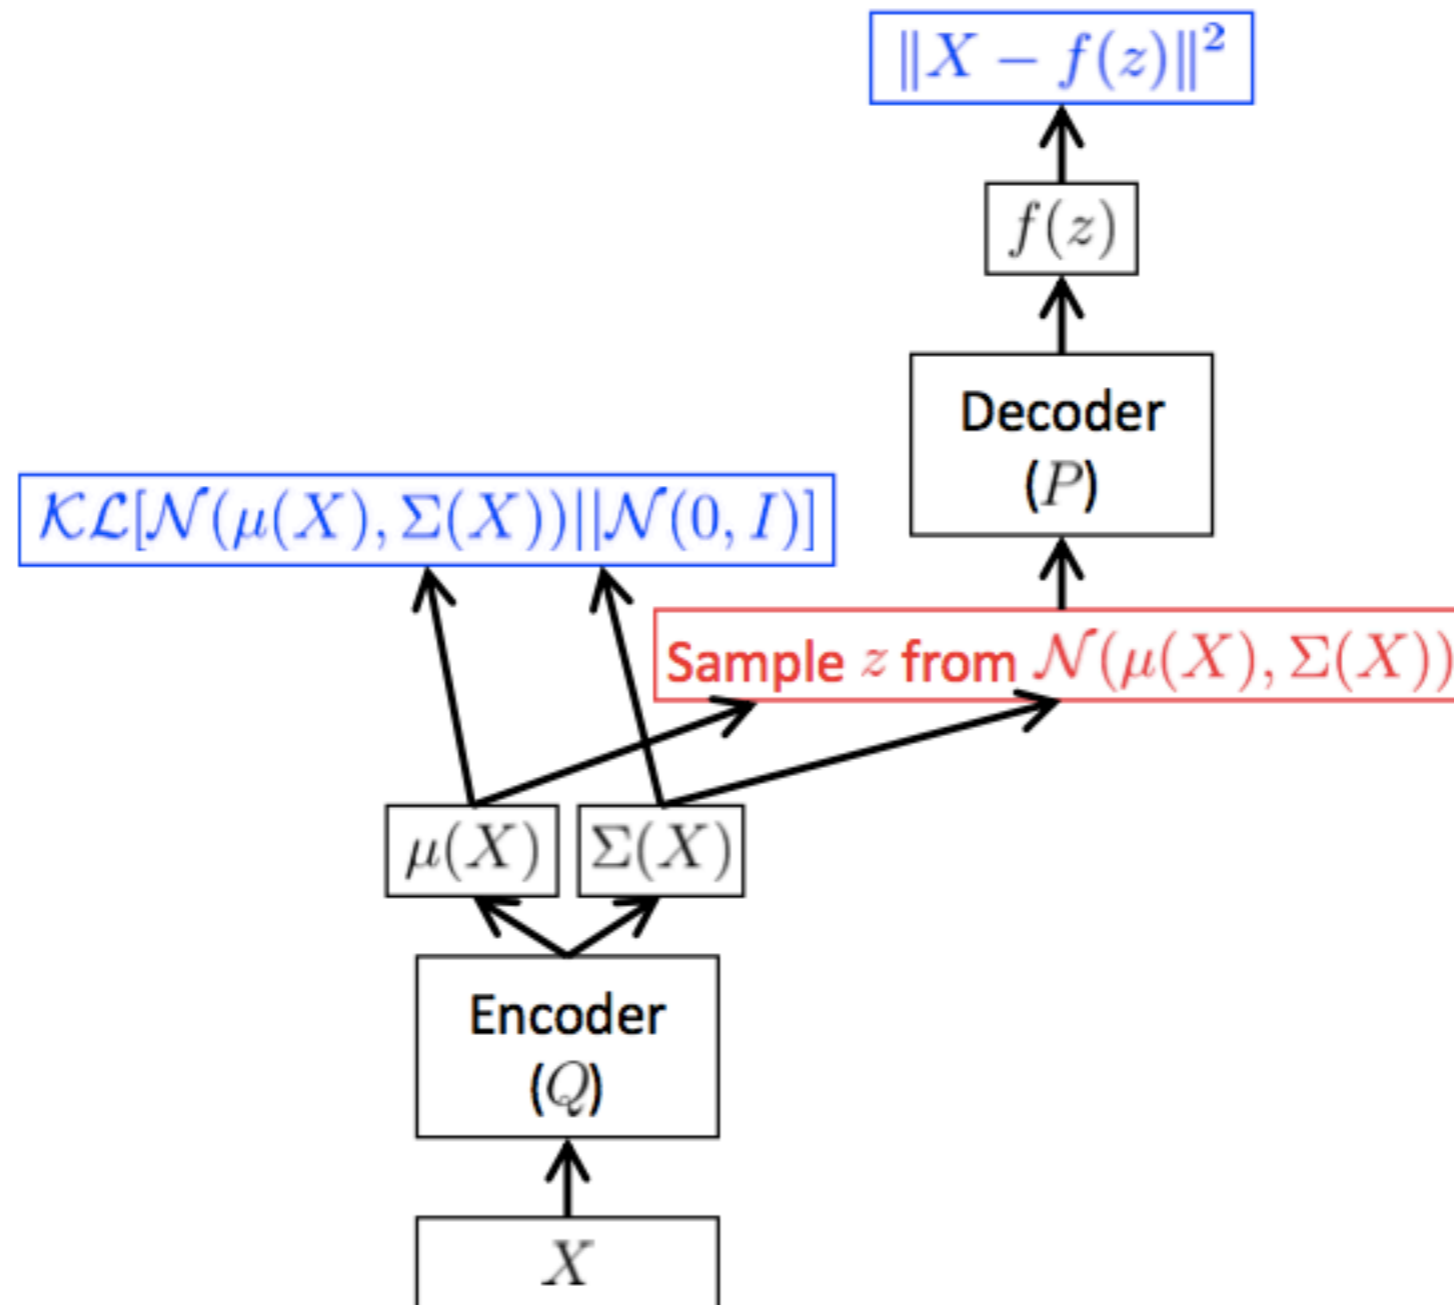 ‖X − f(z)‖²
f(z)
Decoder
(P)
𝒦ℒ[𝒩(μ(X), Σ(X))||𝒩(0, I)]
Sample z from 𝒩(μ(X), Σ(X))
μ(X) Σ(X)
Encoder
(Q)
X